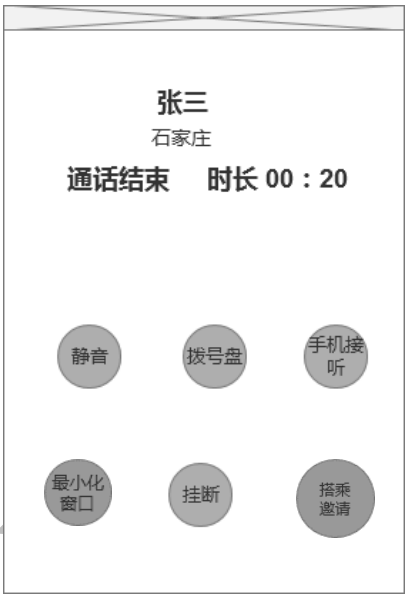 张三
石家庄
通话结束 时长 00：20
静音 拨号盘 手机接
听
最小化
窗口
挂断
搭乘
邀请